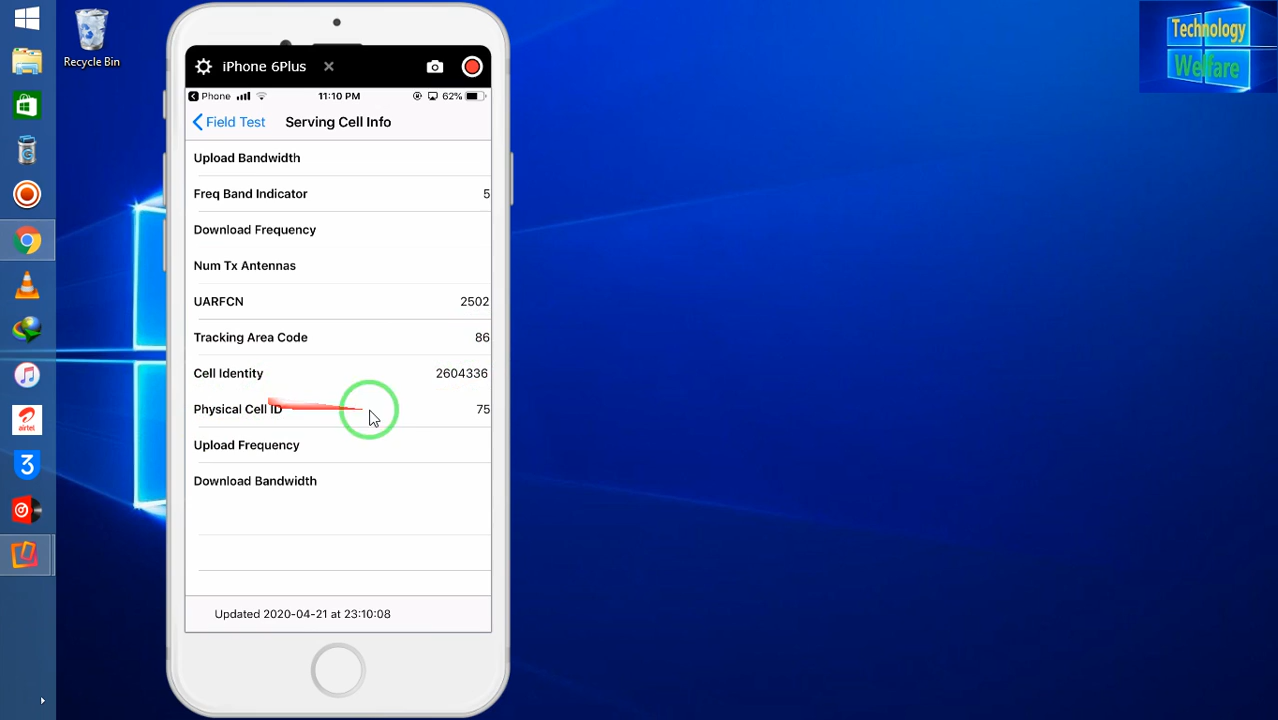 Technology
Welfare
Recycle Bin
iPhone 6Plus
Phone 11:10 PM 62%
Field Test Serving Cell Info
Upload Bandwidth
Freq Band Indicator 5
Download Frequency
Num Tx Antennas
UARFCN 2502
Tracking Area Code 86
Cell Identity 2604336
Physical Cell ID 75
Upload Frequency
Download Bandwidth
Updated 2020-04-21 at 23:10:08
airtel
3